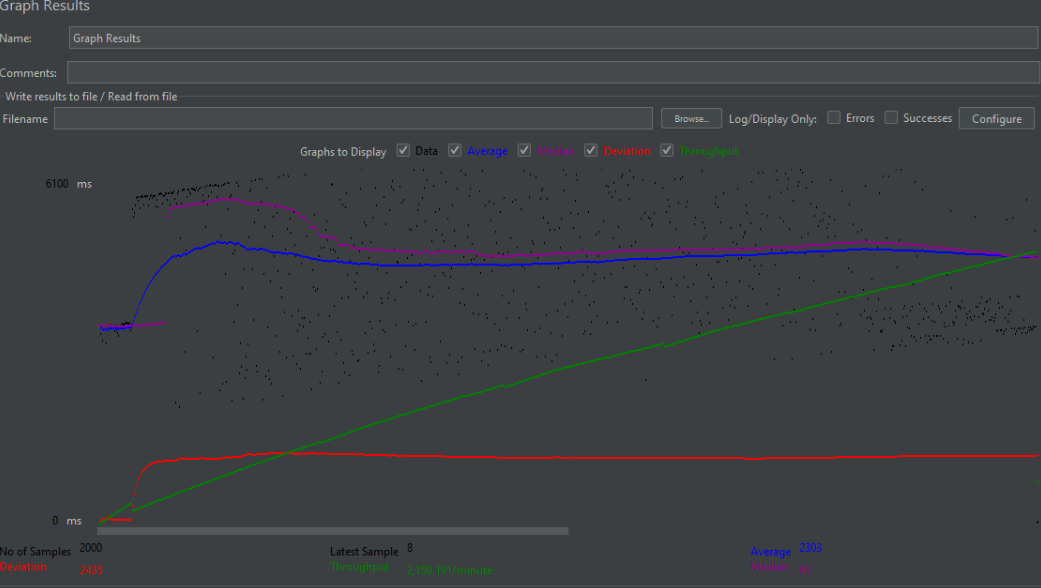 Graph Results
Name: Graph Results
Comments:
Write results to file / Read from file
Filename Browse... Log/Display Only: Errors Successes Configure
Graphs to Display Data Average Median Deviation Throughput
6100 ms
0 ms
No of Samples 2000 Latest Sample 8 Average 2303
Deviation 2435 Throughput 2,150.191/minute Median 91